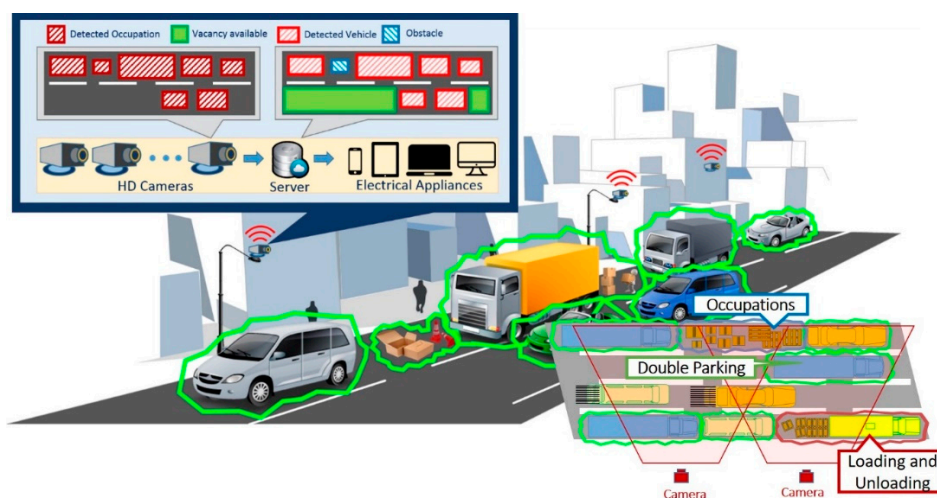 Detected Occupation
Vacancy available
Detected Vehicle
Obstacle
HD Cameras
Server
Electrical Appliances
Occupations
Double Parking
Loading and
Unloading
Camera
Camera